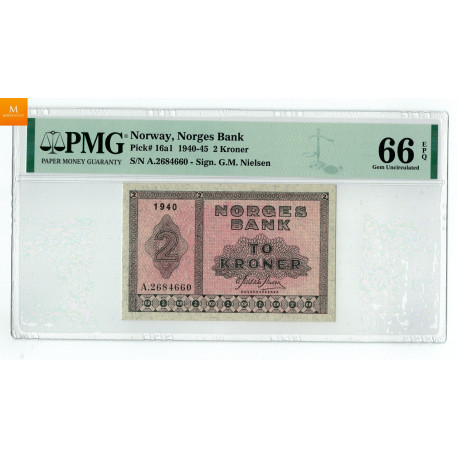 M
PMG
PAPER MONEY GUARANTY
Norway, Norges Bank
Pick# 16a1 1940-45 2 Kroner
S/N A.2684660 - Sign. G.M. Nielsen
66 EPQ
Gem Uncirculated
1940
2
NORGES
BANK
TO
KRONER
2
A.2684660